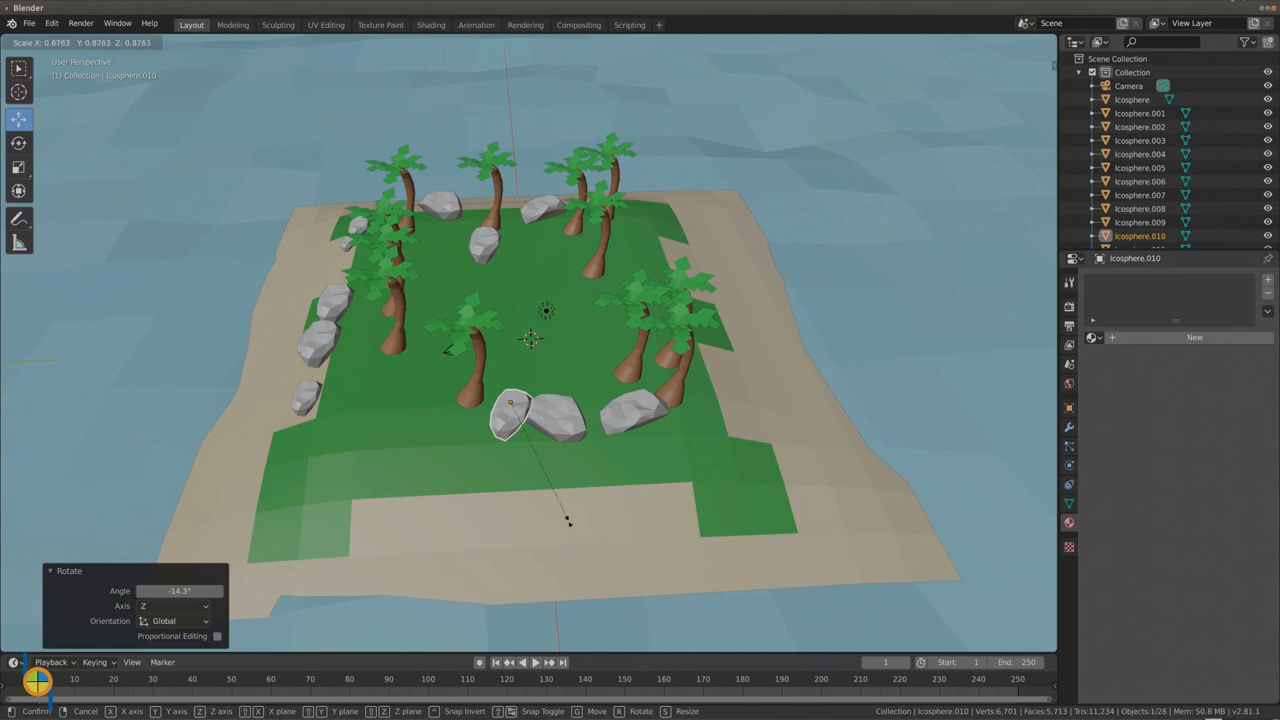 Blender
File Edit Render Window Help
Layout Modeling Sculpting UV Editing Texture Paint Shading Animation Rendering Compositing Scripting +
Scene
View Layer
Scale X: 0.8763 Y: 0.8763 Z: 0.8763
User Perspective
(1) Collection | Icosphere.010
Scene Collection
Collection
Camera
Icosphere
Icosphere.001
Icosphere.002
Icosphere.003
Icosphere.004
Icosphere.005
Icosphere.006
Icosphere.007
Icosphere.008
Icosphere.009
Icosphere.010
Icosphere.010
New
Rotate
Angle -14.3°
Axis Z
Orientation Global
Proportional Editing
Playback Keying View Marker
1 Start: 1 End: 250
10 20 30 40 50 60 70 80 90 100 110 120 130 140 150 160 170 180 190 200 210 220 230 240 250
Confirm Cancel X X axis Y Y axis Z Z axis X X plane Y Y plane Z Z plane Snap Invert Snap Toggle G Move R Rotate S Resize Collection | Icosphere.010 | Verts:6,701 | Faces:5,713 | Tris:11,234 | Objects:1/28 | Mem: 50.8 MB | v2.81.1